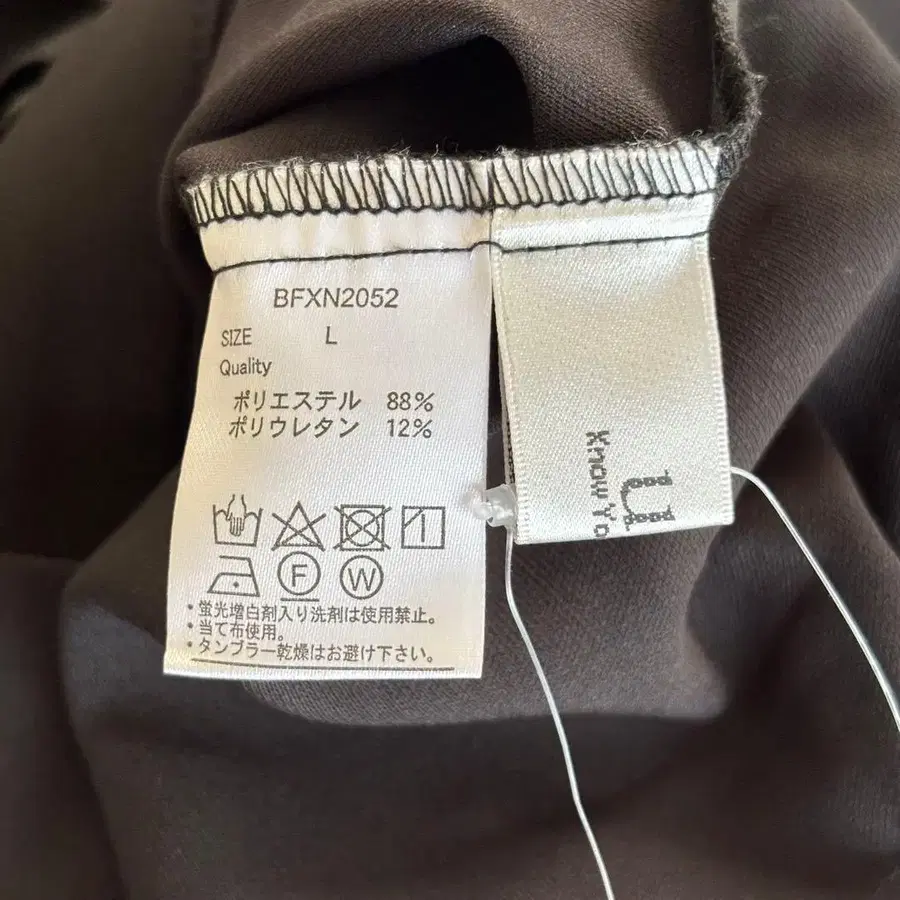 BFXN2052
SIZE L
Quality
ポリエステル 88%
ポリウレタン 12%
F W
・蛍光増白剤入り洗剤は使用禁止。
・当て布使用。
・タンブラー乾燥はお避け下さい。
U
Know'Yo